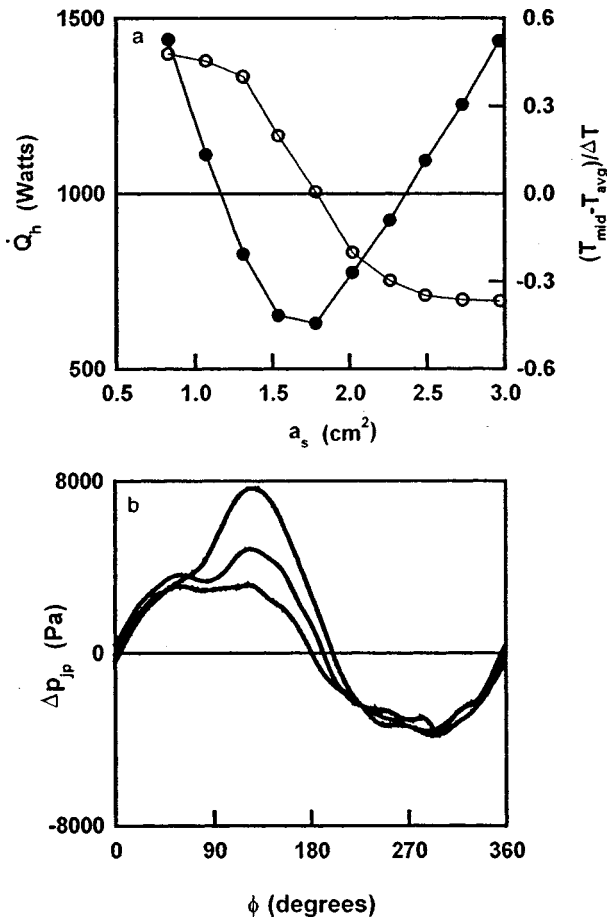 a
1500
1000
500
Q̇h (Watts)
0.6
0.3
0.0
-0.3
-0.6
(Tmid-Tavg)/ΔT
0.5 1.0 1.5 2.0 2.5 3.0
as (cm²)
b
8000
0
-8000
Δpjp (Pa)
0 90 180 270 360
ϕ (degrees)